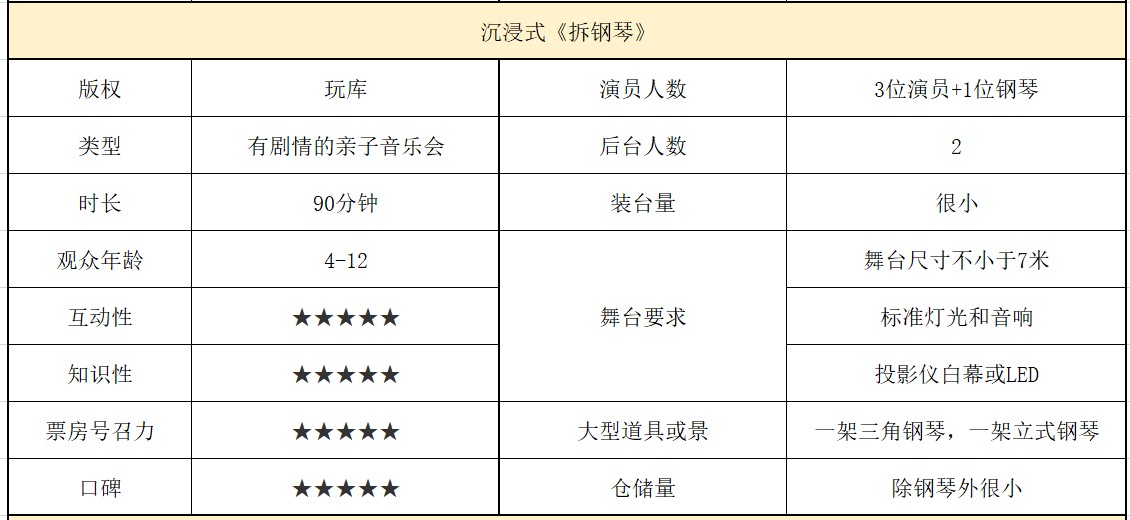 沉浸式《拆钢琴》
版权 玩库 演员人数 3位演员+1位钢琴
类型 有剧情的亲子音乐会 后台人数 2
时长 90分钟 装台量 很小
观众年龄 4-12 舞台尺寸不小于7米
互动性 ★★★★★ 舞台要求 标准灯光和音响
知识性 ★★★★★ 投影仪白幕或LED
票房号召力 ★★★★★ 大型道具或景 一架三角钢琴，一架立式钢琴
口碑 ★★★★★ 仓储量 除钢琴外很小